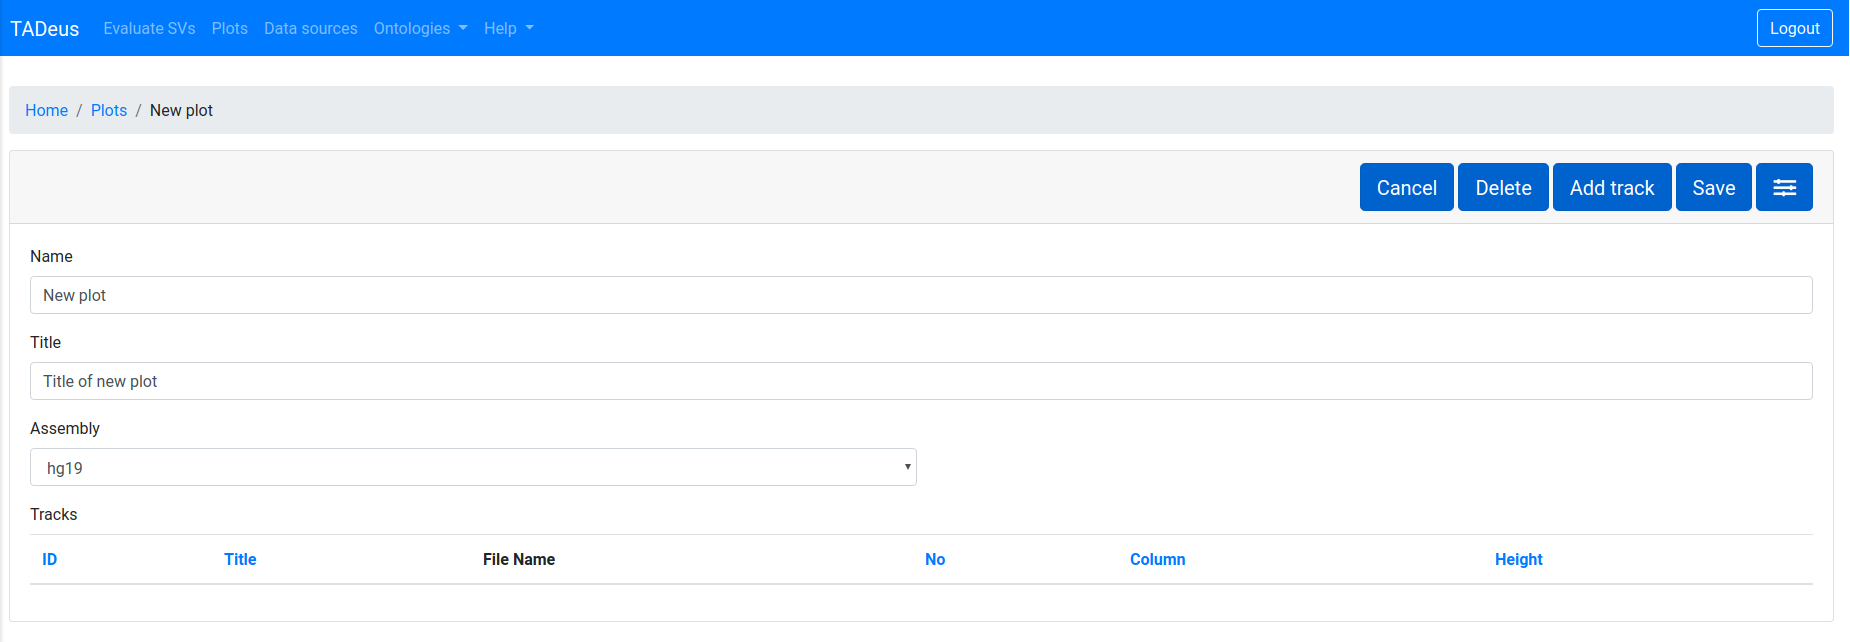 TADeus Evaluate SVs Plots Data sources Ontologies Help Logout
Home / Plots / New plot
Cancel Delete Add track Save
Name
New plot
Title
Title of new plot
Assembly
hg19
Tracks
ID Title File Name No Column Height